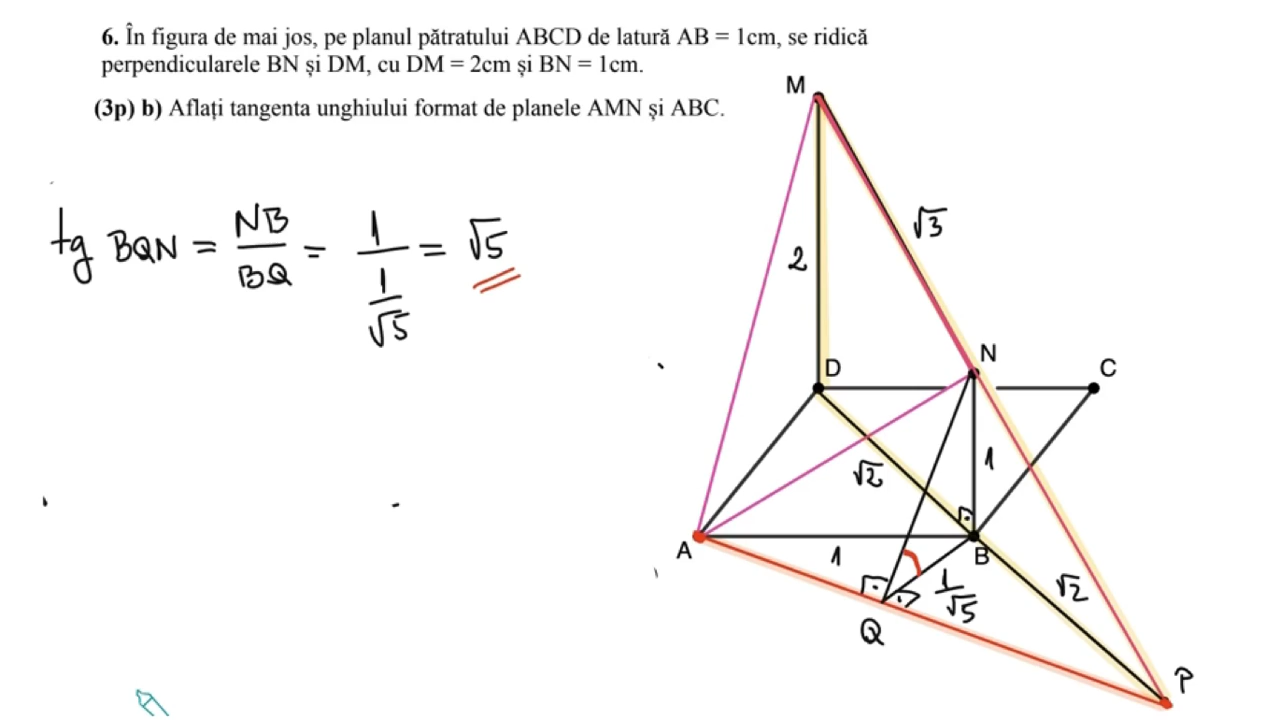 6. În figura de mai jos, pe planul pătratului ABCD de latură AB = 1cm, se ridică
perpendicularele BN și DM, cu DM = 2cm și BN = 1cm.
(3p) b) Aflați tangenta unghiului format de planele AMN și ABC.
M
tg BQN = NB/BQ = 1/(1/√5) = √5
√3
2
N
D
C
√2
1
A
1
B
1/√5
√2
Q
P